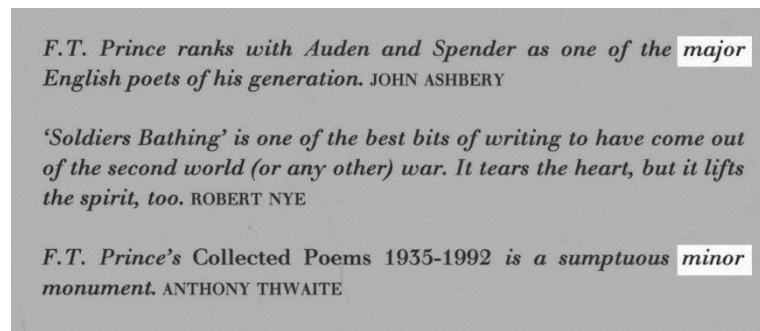 F.T. Prince ranks with Auden and Spender as one of the major
English poets of his generation. JOHN ASHBERY
‘Soldiers Bathing’ is one of the best bits of writing to have come out
of the second world (or any other) war. It tears the heart, but it lifts
the spirit, too. ROBERT NYE
F.T. Prince’s Collected Poems 1935-1992 is a sumptuous minor
monument. ANTHONY THWAITE